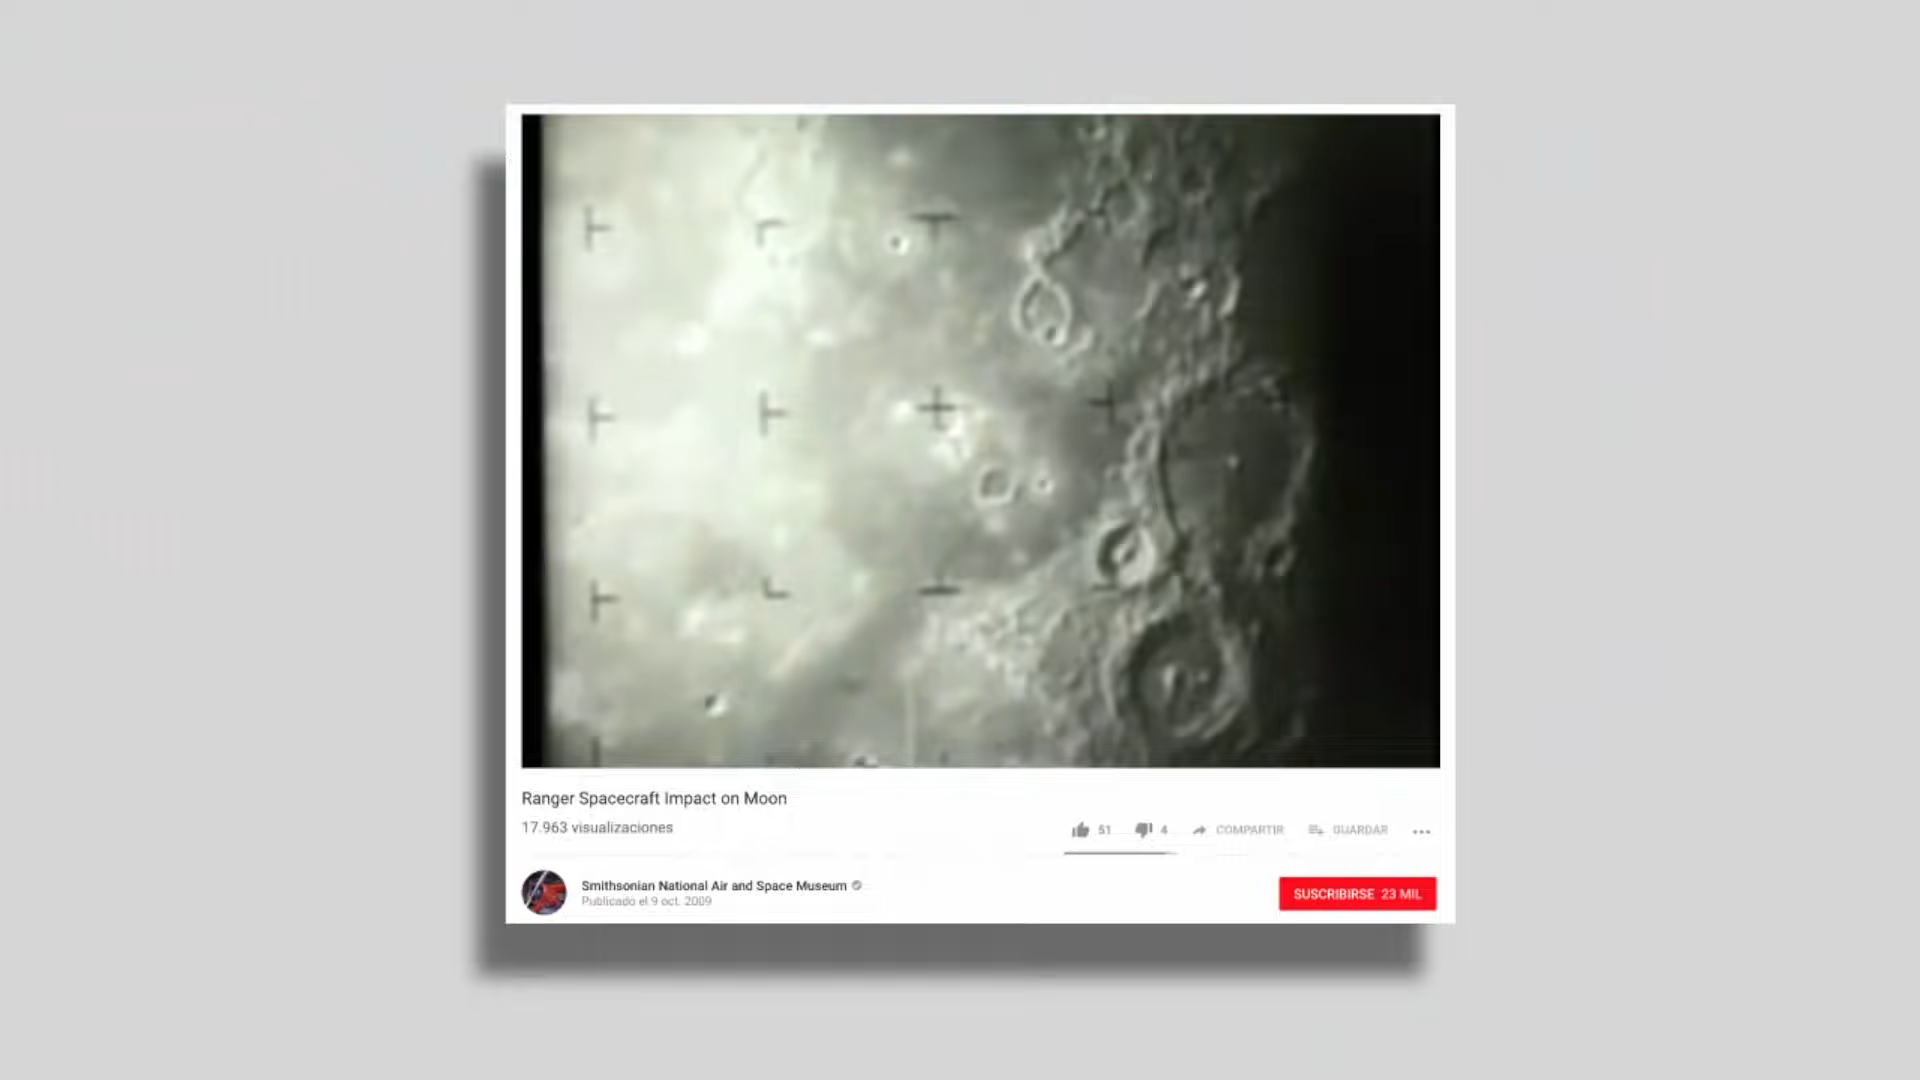 Ranger Spacecraft Impact on Moon
17.963 visualizaciones
51 4 COMPARTIR GUARDAR
Smithsonian National Air and Space Museum
Publicado el 9 oct. 2009
SUSCRIBIRSE 23 MIL